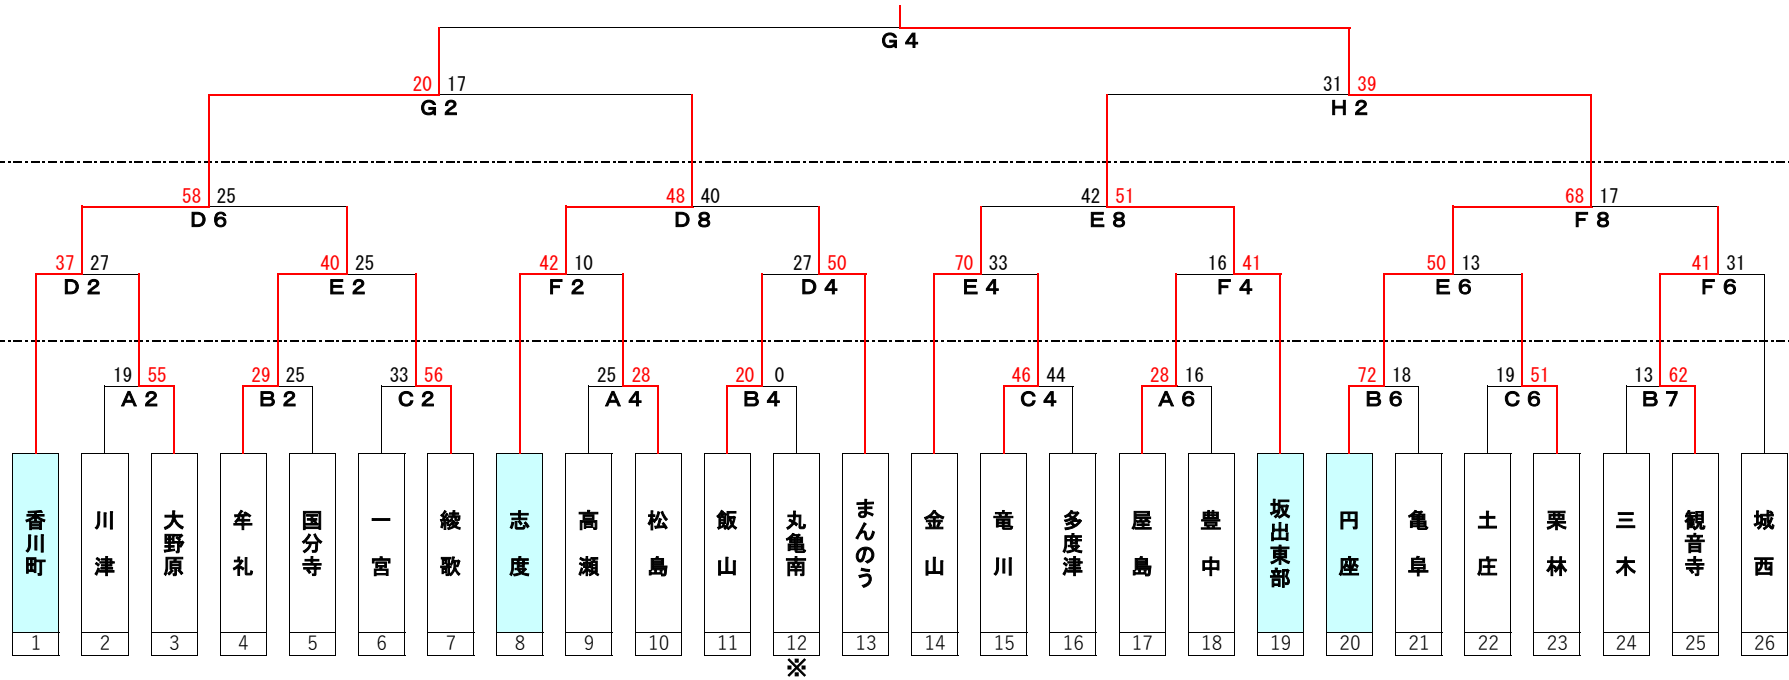 G4
20 17
31 39
G2
H2
58 25
48 40
42 51
68 17
D6
D8
E8
F8
37 27
40 25
42 10
27 50
70 33
16 41
50 13
41 31
D2
E2
F2
D4
E4
F4
E6
F6
19 55
29 25
33 56
25 28
20 0
46 44
28 16
72 18
19 51
13 62
A2
B2
C2
A4
B4
C4
A6
B6
C6
B7
香川町
川津
大野原
牟礼
国分寺
一宮
綾歌
志度
高瀬
松島
飯山
丸亀南
まんのう
金山
竜川
多度津
屋島
豊中
坂出東部
円座
亀阜
土庄
栗林
三木
観音寺
城西
1 2 3 4 5 6 7 8 9 10 11 12 13 14 15 16 17 18 19 20 21 22 23 24 25 26
※